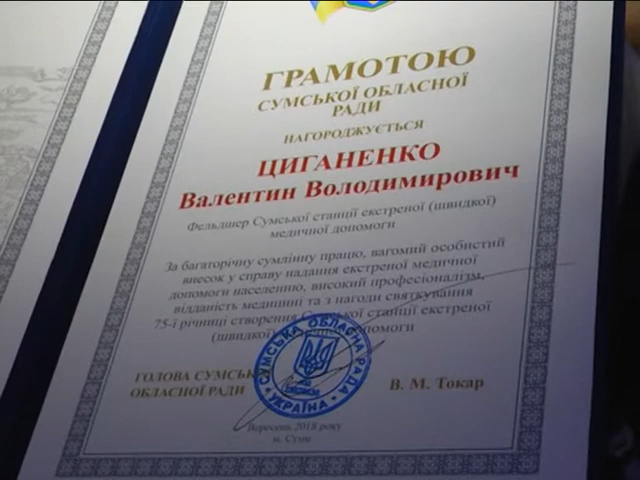 ГРАМОТОЮ
СУМСЬКОЇ ОБЛАСНОЇ
РАДИ
НАГОРОДЖУЄТЬСЯ
ЦИГАНЕНКО
Валентин Володимирович
Фельдшер Сумської станції екстреної (швидкої)
медичної допомоги
За багаторічну сумлінну працю, вагомий особистий
внесок у справу надання екстреної медичної
допомоги населенню, високий професіоналізм,
відданість медицині та з нагоди святкування
75-ї річниці створення Сумської станції екстреної
(швидкої) допомоги
ГОЛОВА СУМСЬКОЇ
ОБЛАСНОЇ РАДИ
В. М. Токар
СУМСЬКА ОБЛАСНА РАДА
УКРАЇНА
Вересень 2018 року
м. Суми